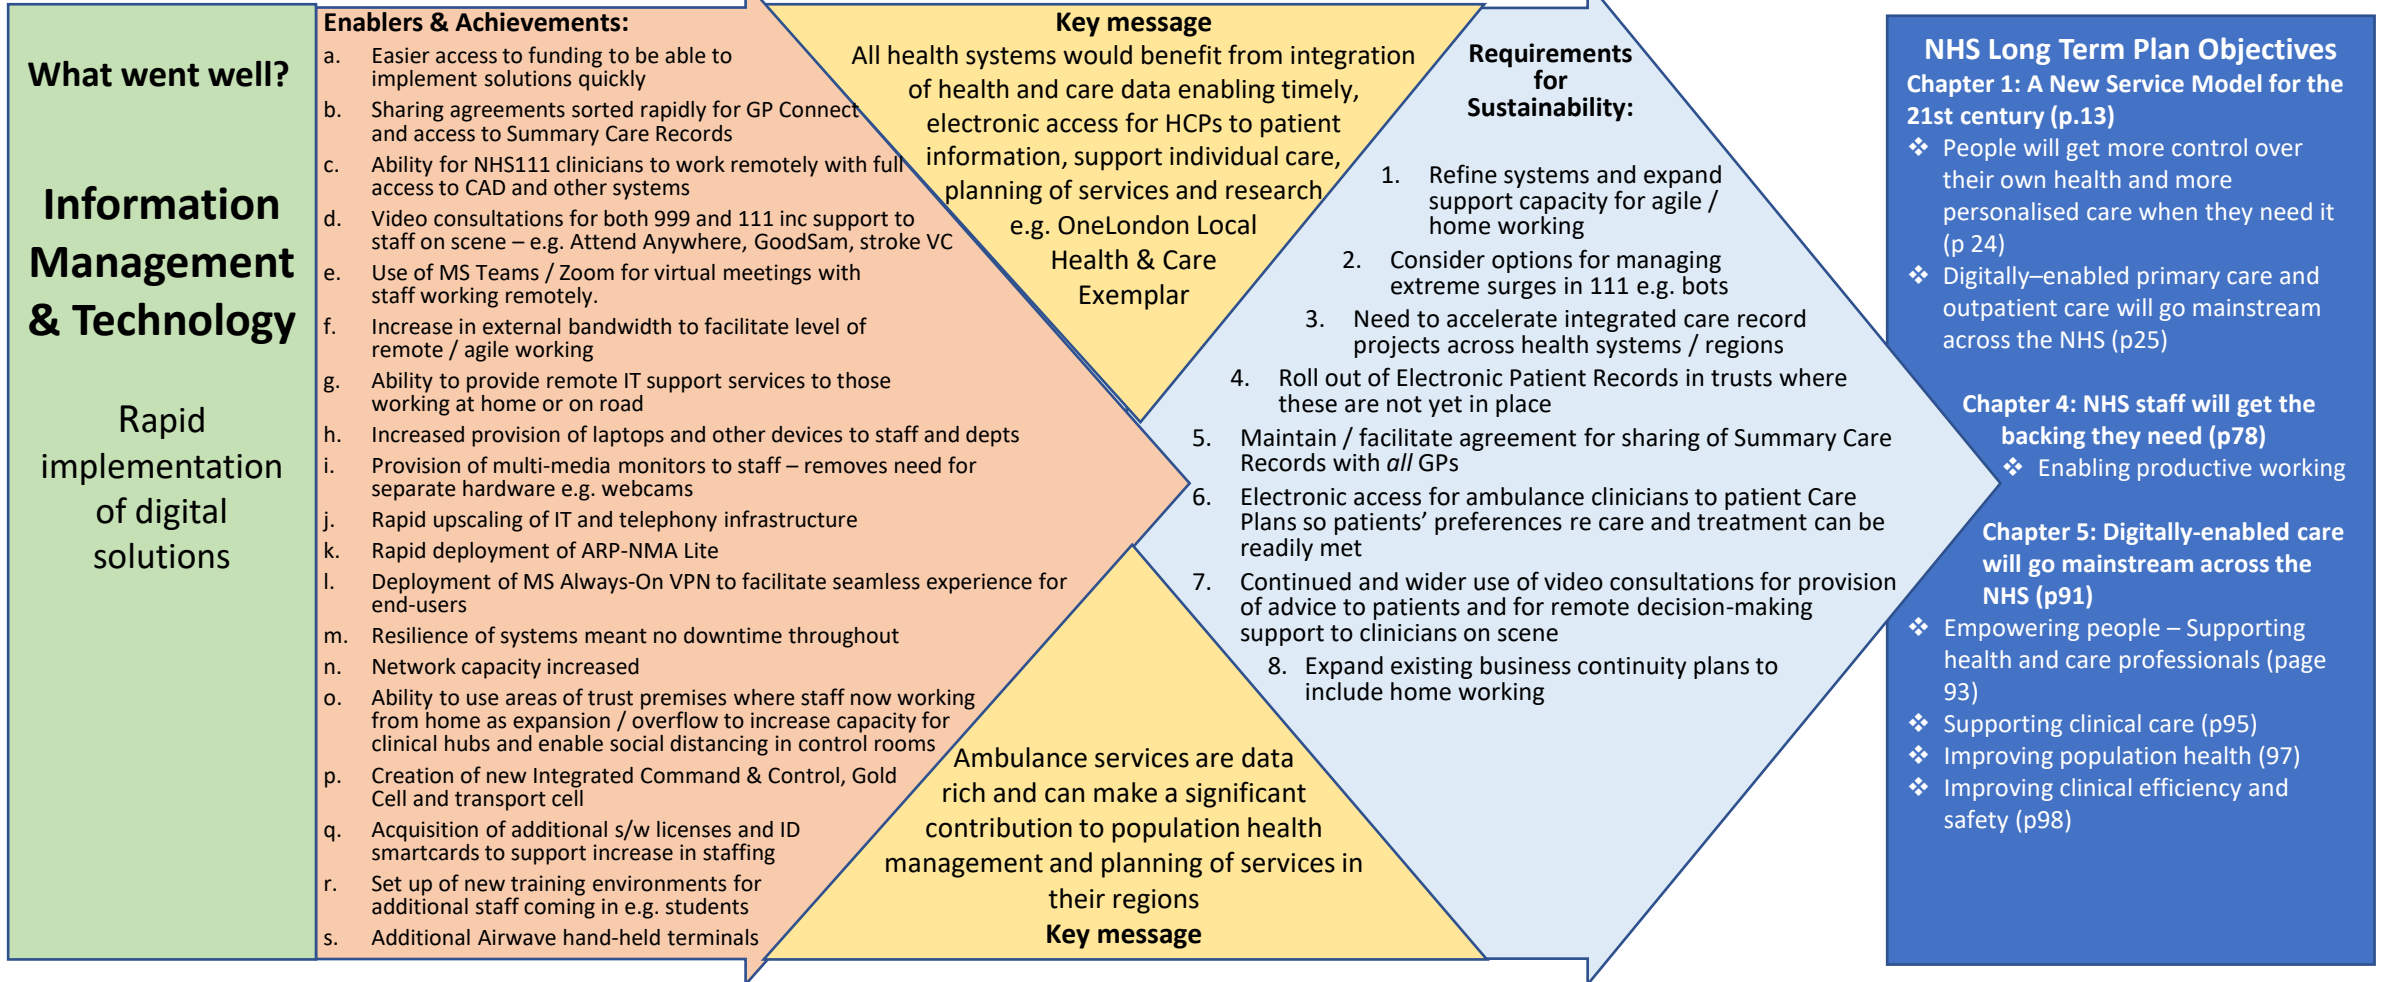 What went well?
Information
Management
& Technology
Rapid
implementation
of digital
solutions
Enablers & Achievements:
a. Easier access to funding to be able to
implement solutions quickly
b. Sharing agreements sorted rapidly for GP Connect
and access to Summary Care Records
c. Ability for NHS111 clinicians to work remotely with full
access to CAD and other systems
d. Video consultations for both 999 and 111 inc support to
staff on scene – e.g. Attend Anywhere, GoodSam, stroke VC
e. Use of MS Teams / Zoom for virtual meetings with
staff working remotely.
f. Increase in external bandwidth to facilitate level of
remote / agile working
g. Ability to provide remote IT support services to those
working at home or on road
h. Increased provision of laptops and other devices to staff and depts
i. Provision of multi-media monitors to staff – removes need for
separate hardware e.g. webcams
j. Rapid upscaling of IT and telephony infrastructure
k. Rapid deployment of ARP-NMA Lite
l. Deployment of MS Always-On VPN to facilitate seamless experience for
end-users
m. Resilience of systems meant no downtime throughout
n. Network capacity increased
o. Ability to use areas of trust premises where staff now working
from home as expansion / overflow to increase capacity for
clinical hubs and enable social distancing in control rooms
p. Creation of new Integrated Command & Control, Gold
Cell and transport cell
q. Acquisition of additional s/w licenses and ID
smartcards to support increase in staffing
r. Set up of new training environments for
additional staff coming in e.g. students
s. Additional Airwave hand-held terminals
Key message
All health systems would benefit from integration
of health and care data enabling timely,
electronic access for HCPs to patient
information, support individual care,
planning of services and research
e.g. OneLondon Local
Health & Care
Exemplar
Ambulance services are data
rich and can make a significant
contribution to population health
management and planning of services in
their regions
Key message
Requirements
for
Sustainability:
1. Refine systems and expand
support capacity for agile /
home working
2. Consider options for managing
extreme surges in 111 e.g. bots
3. Need to accelerate integrated care record
projects across health systems / regions
4. Roll out of Electronic Patient Records in trusts where
these are not yet in place
5. Maintain / facilitate agreement for sharing of Summary Care
Records with all GPs
6. Electronic access for ambulance clinicians to patient Care
Plans so patients’ preferences re care and treatment can be
readily met
7. Continued and wider use of video consultations for provision
of advice to patients and for remote decision-making
support to clinicians on scene
8. Expand existing business continuity plans to
include home working
NHS Long Term Plan Objectives
Chapter 1: A New Service Model for the
21st century (p.13)
❖ People will get more control over
their own health and more
personalised care when they need it
(p 24)
❖ Digitally–enabled primary care and
outpatient care will go mainstream
across the NHS (p25)
Chapter 4: NHS staff will get the
backing they need (p78)
❖ Enabling productive working
Chapter 5: Digitally-enabled care
will go mainstream across the
NHS (p91)
❖ Empowering people – Supporting
health and care professionals (page
93)
❖ Supporting clinical care (p95)
❖ Improving population health (97)
❖ Improving clinical efficiency and
safety (p98)